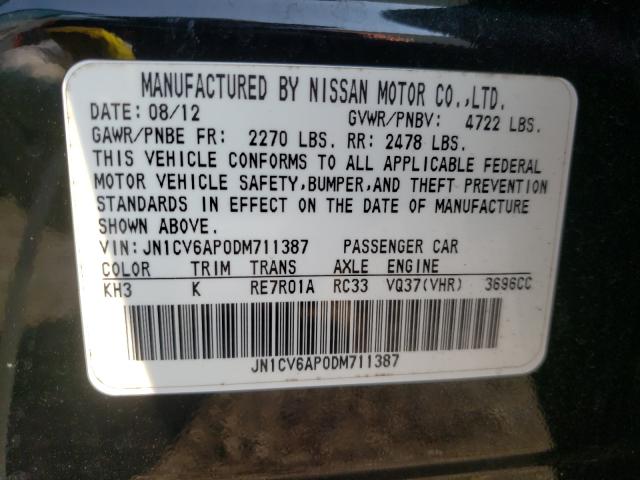 MANUFACTURED BY NISSAN MOTOR CO.,LTD.
DATE: 08/12 GVWR/PNBV: 4722 LBS.
GAWR/PNBE FR: 2270 LBS. RR: 2478 LBS.
THIS VEHICLE CONFORMS TO ALL APPLICABLE FEDERAL
MOTOR VEHICLE SAFETY,BUMPER,AND THEFT PREVENTION
STANDARDS IN EFFECT ON THE DATE OF MANUFACTURE
SHOWN ABOVE.
VIN:JN1CV6AP0DM711387 PASSENGER CAR
COLOR TRIM TRANS AXLE ENGINE
KH3 K RE7R01A RC33 VQ37(VHR) 3696CC
JN1CV6AP0DM711387